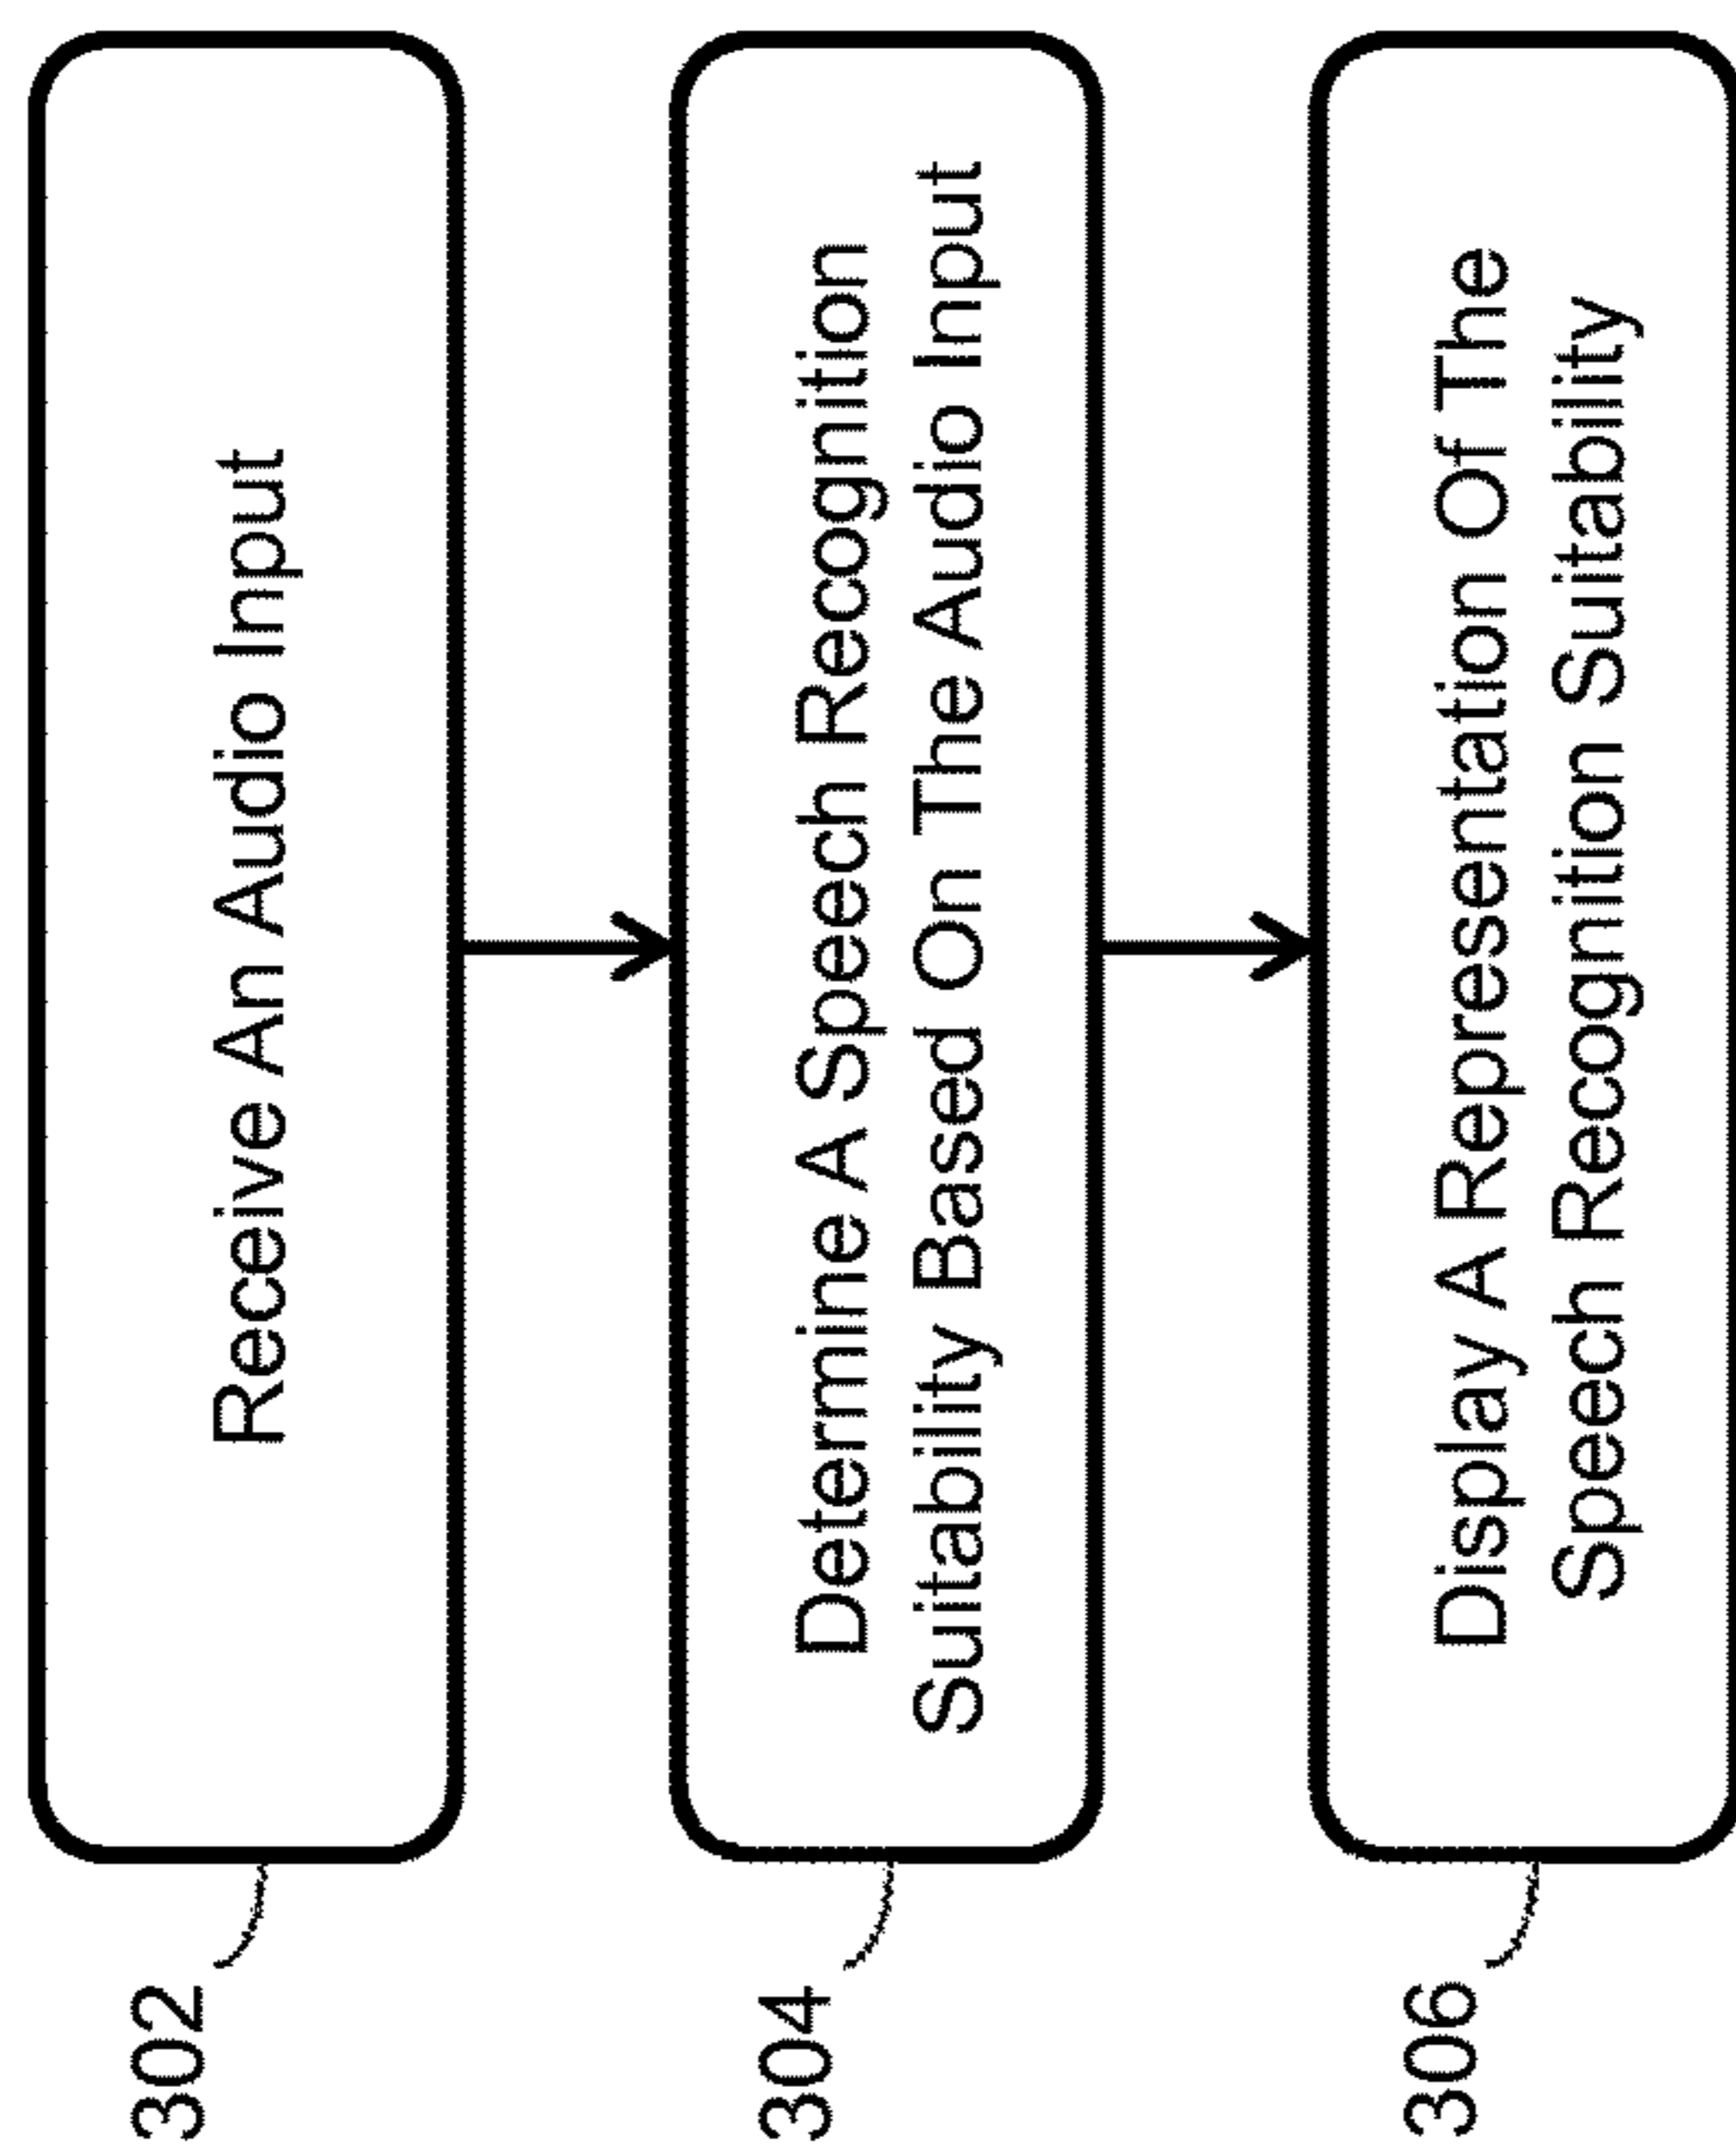 302
Receive An Audio Input
304
Determine A Speech Recognition
Suitability Based On The Audio Input
306
Display A Representation Of The
Speech Recognition Suitability